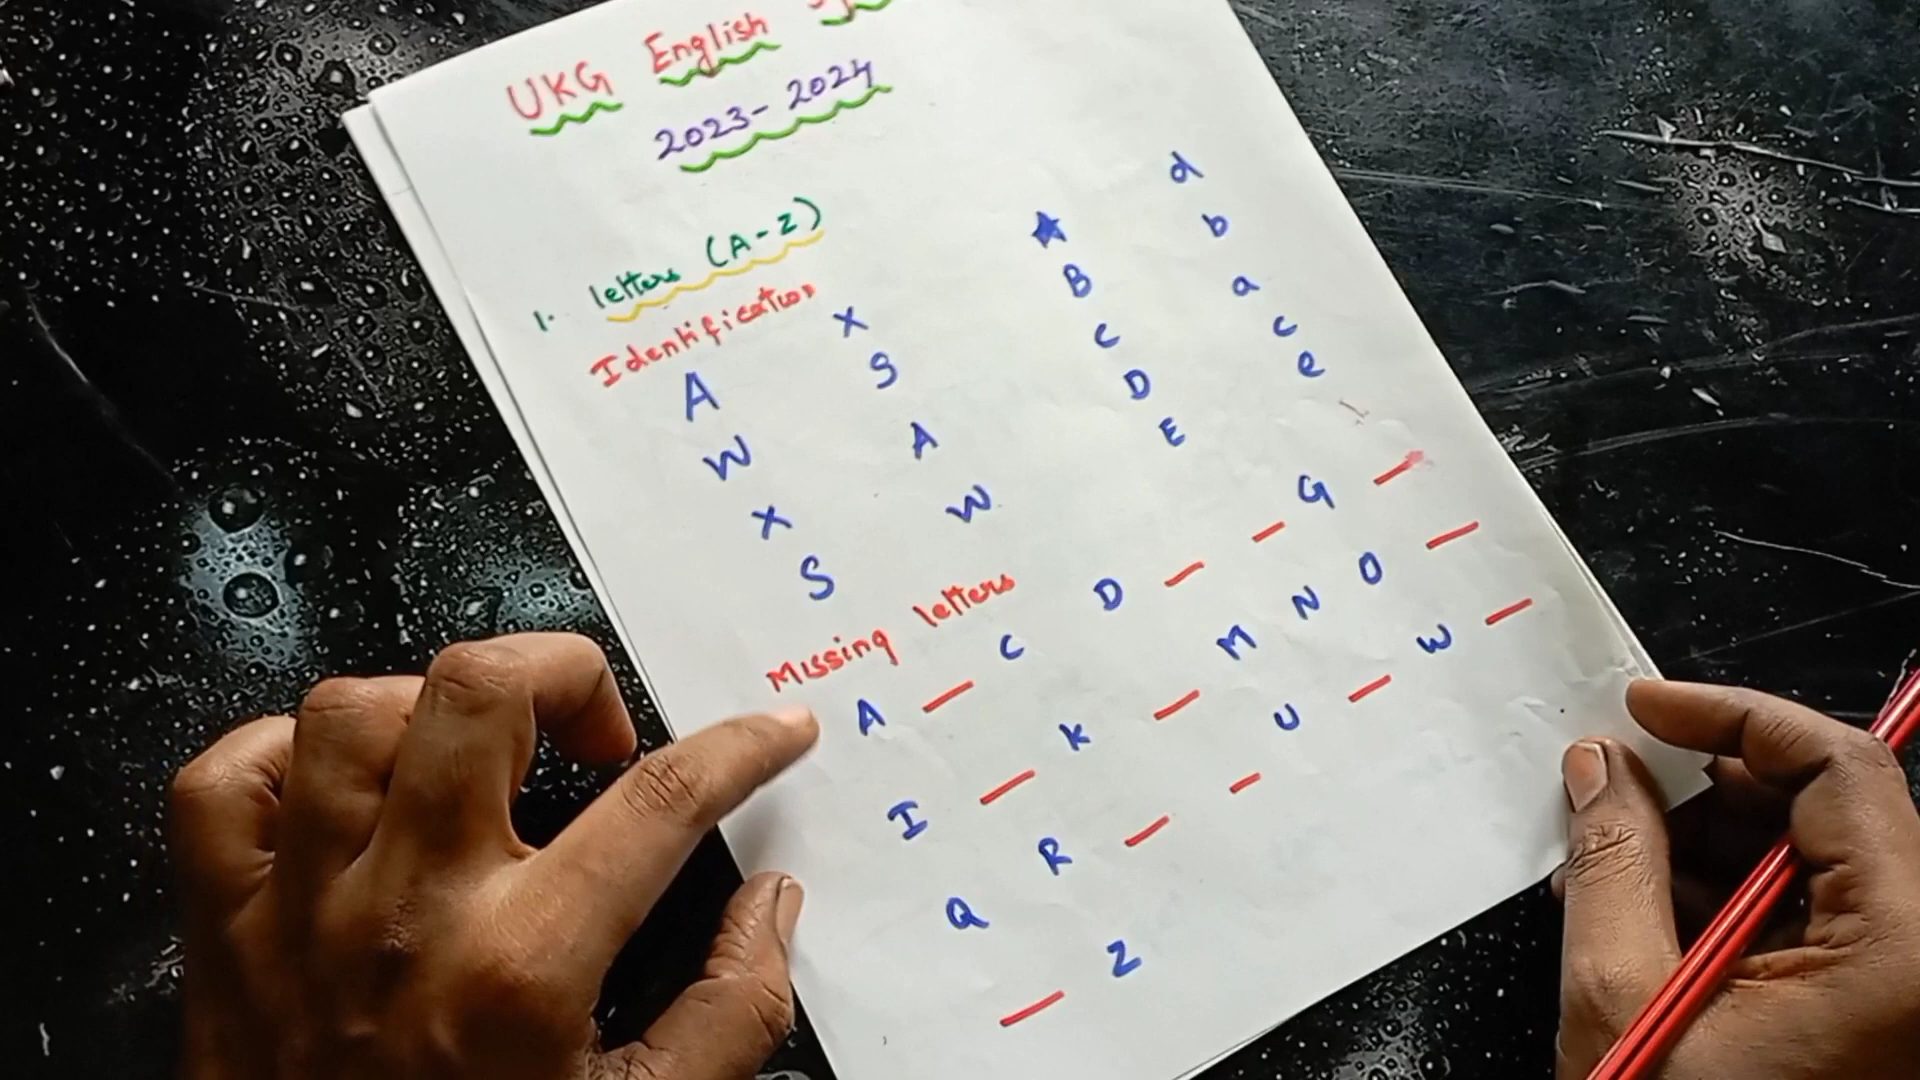 UKG English
2023-2024
1. letters (A-Z)
Identification
A X A d
W S B b
X A C a
S W D c
E e
Missing letters
A _ C D _ _ G _
I _ K _ M N O _
Q R _ _ U _ W _
_ Z